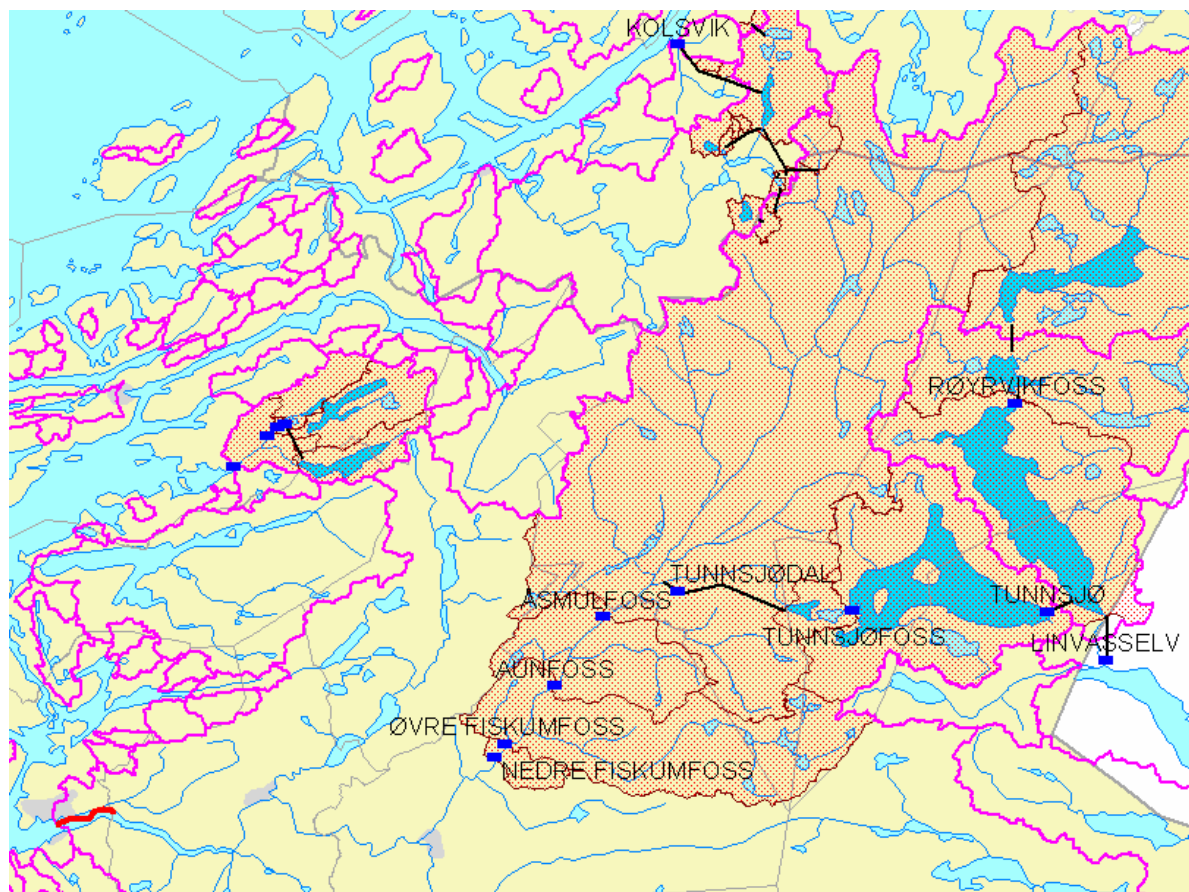 KOLSVIK
RØYRVIKFOSS
TUNNSJØDAL
ÅSMULFOSS
TUNNSJØ
TUNNSJØFOSS
LINVASSELV
AUNFOSS
ØVRE FISKUMFOSS
NEDRE FISKUMFOSS